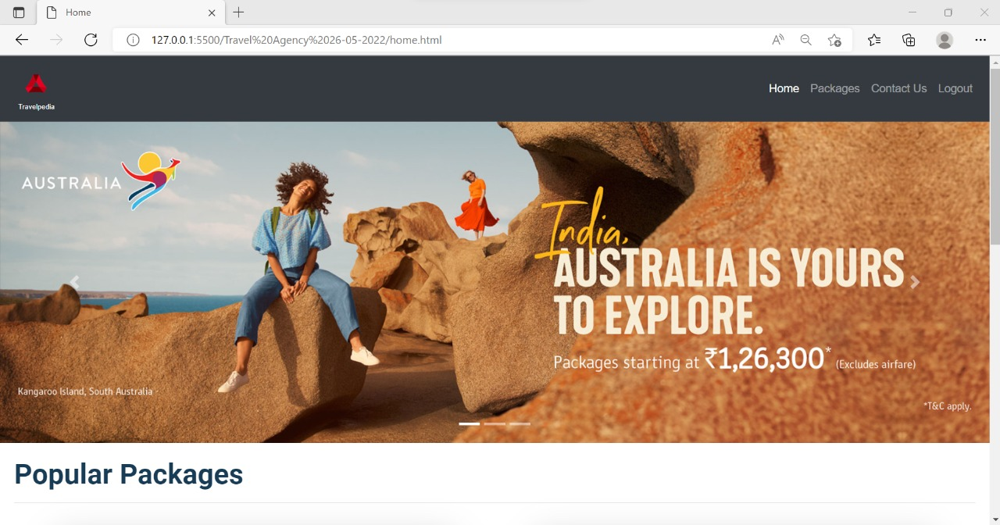 Home
127.0.0.1:5500/Travel%20Agency%2026-05-2022/home.html
Travelpedia
Home Packages Contact Us Logout
AUSTRALIA
India,
AUSTRALIA IS YOURS
TO EXPLORE.
Packages starting at ₹1,26,300* (Excludes airfare)
Kangaroo Island, South Australia
*T&C apply.
Popular Packages